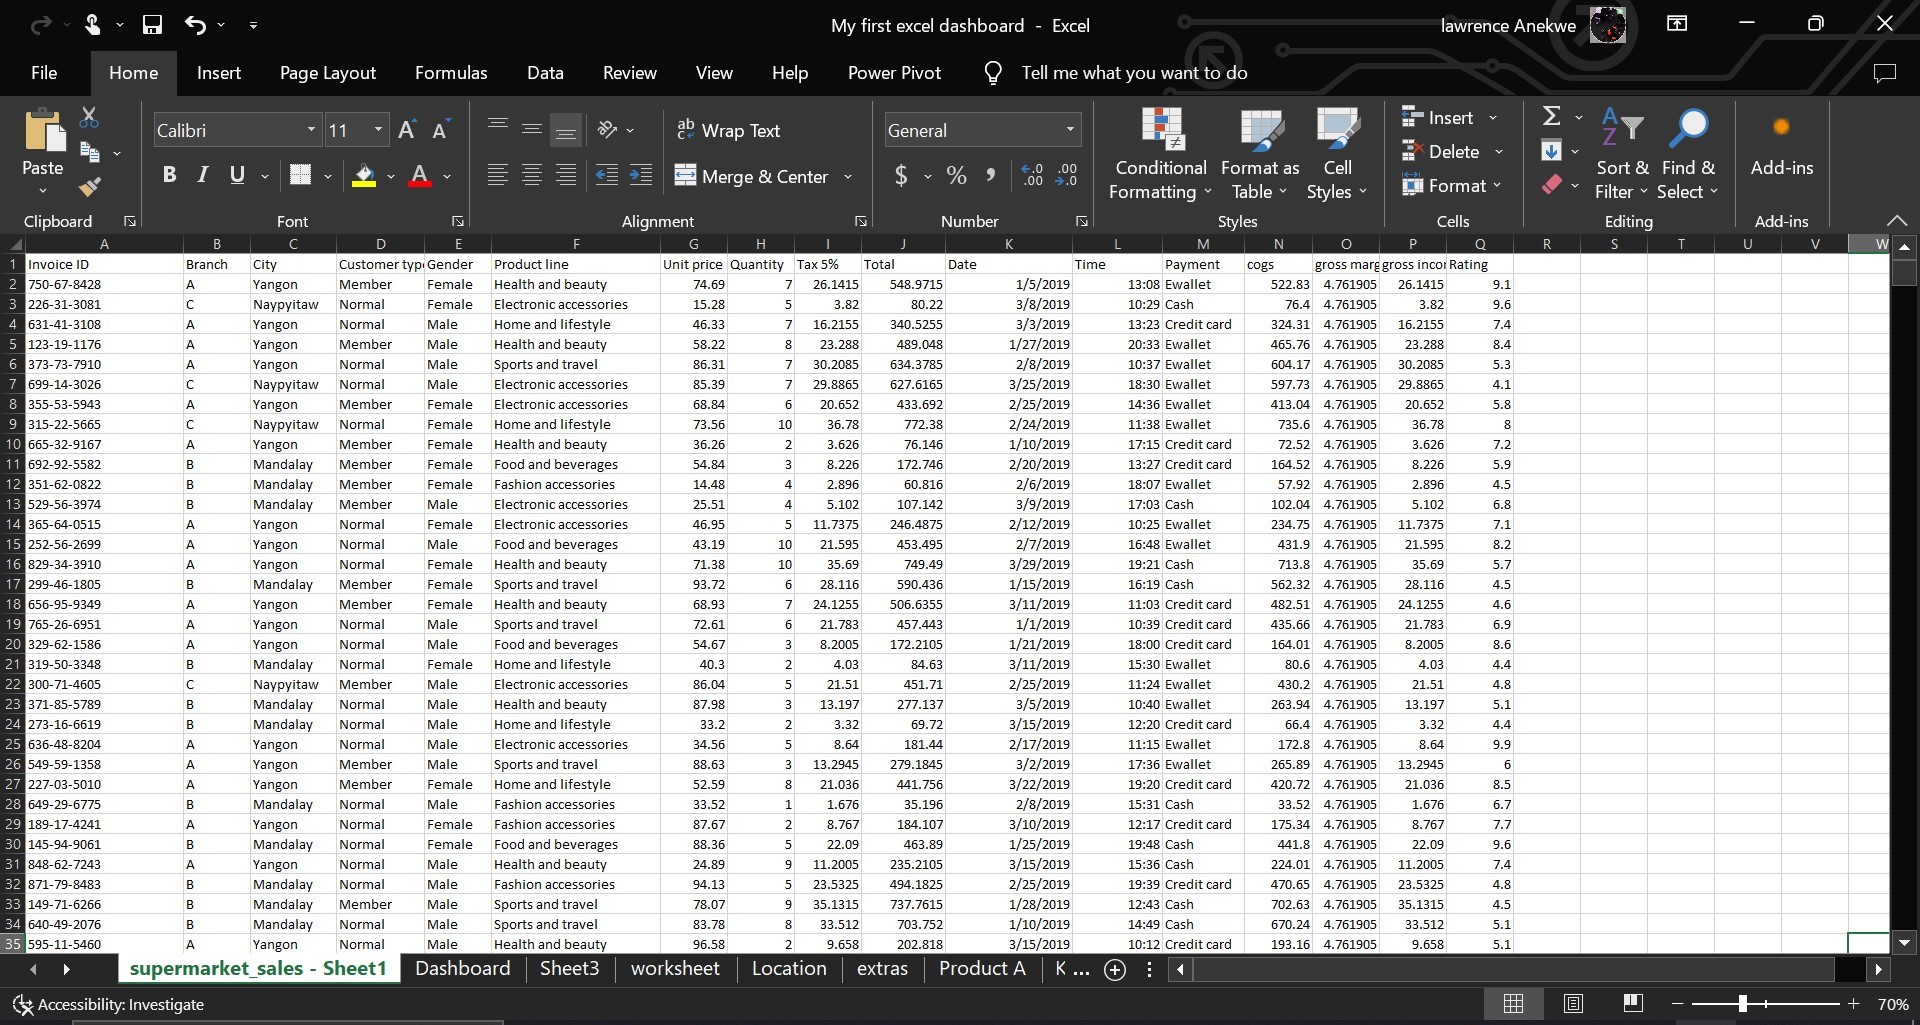 My first excel dashboard - Excel
lawrence Anekwe
File Home Insert Page Layout Formulas Data Review View Help Power Pivot Tell me what you want to do
Calibri 11 Wrap Text General Insert
Paste Merge & Center Conditional Formatting Format as Table Cell Styles Delete Format Sort & Filter Find & Select Add-ins
Clipboard Font Alignment Number Styles Cells Editing Add-ins
A B C D E F G H I J K L M N O P Q R S T U V W
1 Invoice ID Branch City Customer typ Gender Product line Unit price Quantity Tax 5% Total Date Time Payment cogs gross marg gross incor Rating
2 750-67-8428 A Yangon Member Female Health and beauty 74.69 7 26.1415 548.9715 1/5/2019 13:08 Ewallet 522.83 4.761905 26.1415 9.1
3 226-31-3081 C Naypyitaw Normal Female Electronic accessories 15.28 5 3.82 80.22 3/8/2019 10:29 Cash 76.4 4.761905 3.82 9.6
4 631-41-3108 A Yangon Normal Male Home and lifestyle 46.33 7 16.2155 340.5255 3/3/2019 13:23 Credit card 324.31 4.761905 16.2155 7.4
5 123-19-1176 A Yangon Member Male Health and beauty 58.22 8 23.288 489.048 1/27/2019 20:33 Ewallet 465.76 4.761905 23.288 8.4
6 373-73-7910 A Yangon Normal Male Sports and travel 86.31 7 30.2085 634.3785 2/8/2019 10:37 Ewallet 604.17 4.761905 30.2085 5.3
7 699-14-3026 C Naypyitaw Normal Male Electronic accessories 85.39 7 29.8865 627.6165 3/25/2019 18:30 Ewallet 597.73 4.761905 29.8865 4.1
8 355-53-5943 A Yangon Member Female Electronic accessories 68.84 6 20.652 433.692 2/25/2019 14:36 Ewallet 413.04 4.761905 20.652 5.8
9 315-22-5665 C Naypyitaw Normal Female Home and lifestyle 73.56 10 36.78 772.38 2/24/2019 11:38 Ewallet 735.6 4.761905 36.78 8
10 665-32-9167 A Yangon Member Female Health and beauty 36.26 2 3.626 76.146 1/10/2019 17:15 Credit card 72.52 4.761905 3.626 7.2
11 692-92-5582 B Mandalay Member Female Food and beverages 54.84 3 8.226 172.746 2/20/2019 13:27 Credit card 164.52 4.761905 8.226 5.9
12 351-62-0822 B Mandalay Member Female Fashion accessories 14.48 4 2.896 60.816 2/6/2019 18:07 Ewallet 57.92 4.761905 2.896 4.5
13 529-56-3974 B Mandalay Member Male Electronic accessories 25.51 4 5.102 107.142 3/9/2019 17:03 Cash 102.04 4.761905 5.102 6.8
14 365-64-0515 A Yangon Normal Female Electronic accessories 46.95 5 11.7375 246.4875 2/12/2019 10:25 Ewallet 234.75 4.761905 11.7375 7.1
15 252-56-2699 A Yangon Normal Male Food and beverages 43.19 10 21.595 453.495 2/7/2019 16:48 Ewallet 431.9 4.761905 21.595 8.2
16 829-34-3910 A Yangon Normal Female Health and beauty 71.38 10 35.69 749.49 3/29/2019 19:21 Cash 713.8 4.761905 35.69 5.7
17 299-46-1805 B Mandalay Member Female Sports and travel 93.72 6 28.116 590.436 1/15/2019 16:19 Cash 562.32 4.761905 28.116 4.5
18 656-95-9349 A Yangon Member Female Health and beauty 68.93 7 24.1255 506.6355 3/11/2019 11:03 Credit card 482.51 4.761905 24.1255 4.6
19 765-26-6951 A Yangon Normal Male Sports and travel 72.61 6 21.783 457.443 1/1/2019 10:39 Credit card 435.66 4.761905 21.783 6.9
20 329-62-1586 A Yangon Normal Male Food and beverages 54.67 3 8.2005 172.2105 1/21/2019 18:00 Credit card 164.01 4.761905 8.2005 8.6
21 319-50-3348 B Mandalay Normal Female Home and lifestyle 40.3 2 4.03 84.63 3/11/2019 15:30 Ewallet 80.6 4.761905 4.03 4.4
22 300-71-4605 C Naypyitaw Member Male Electronic accessories 86.04 5 21.51 451.71 2/25/2019 11:24 Ewallet 430.2 4.761905 21.51 4.8
23 371-85-5789 B Mandalay Normal Male Health and beauty 87.98 3 13.197 277.137 3/5/2019 10:40 Ewallet 263.94 4.761905 13.197 5.1
24 273-16-6619 B Mandalay Normal Male Home and lifestyle 33.2 2 3.32 69.72 3/15/2019 12:20 Credit card 66.4 4.761905 3.32 4.4
25 636-48-8204 A Yangon Normal Male Electronic accessories 34.56 5 8.64 181.44 2/17/2019 11:15 Ewallet 172.8 4.761905 8.64 9.9
26 549-59-1358 A Yangon Member Male Sports and travel 88.63 3 13.2945 279.1845 3/2/2019 17:36 Ewallet 265.89 4.761905 13.2945 6
27 227-03-5010 A Yangon Member Female Home and lifestyle 52.59 8 21.036 441.756 3/22/2019 19:20 Credit card 420.72 4.761905 21.036 8.5
28 649-29-6775 B Mandalay Normal Male Fashion accessories 33.52 1 1.676 35.196 2/8/2019 15:31 Cash 33.52 4.761905 1.676 6.7
29 189-17-4241 A Yangon Normal Female Fashion accessories 87.67 2 8.767 184.107 3/10/2019 12:17 Credit card 175.34 4.761905 8.767 7.7
30 145-94-9061 B Mandalay Normal Female Food and beverages 88.36 5 22.09 463.89 1/25/2019 19:48 Cash 441.8 4.761905 22.09 9.6
31 848-62-7243 A Yangon Normal Male Health and beauty 24.89 9 11.2005 235.2105 3/15/2019 15:36 Cash 224.01 4.761905 11.2005 7.4
32 871-79-8483 B Mandalay Normal Male Fashion accessories 94.13 5 23.5325 494.1825 2/25/2019 19:39 Credit card 470.65 4.761905 23.5325 4.8
33 149-71-6266 B Mandalay Member Male Sports and travel 78.07 9 35.1315 737.7615 1/28/2019 12:43 Cash 702.63 4.761905 35.1315 4.5
34 640-49-2076 B Mandalay Normal Male Sports and travel 83.78 8 33.512 703.752 1/10/2019 14:49 Cash 670.24 4.761905 33.512 5.1
35 595-11-5460 A Yangon Normal Male Health and beauty 96.58 2 9.658 202.818 3/15/2019 10:12 Credit card 193.16 4.761905 9.658 5.1
supermarket_sales - Sheet1 Dashboard Sheet3 worksheet Location extras Product A K ...
Accessibility: Investigate 70%